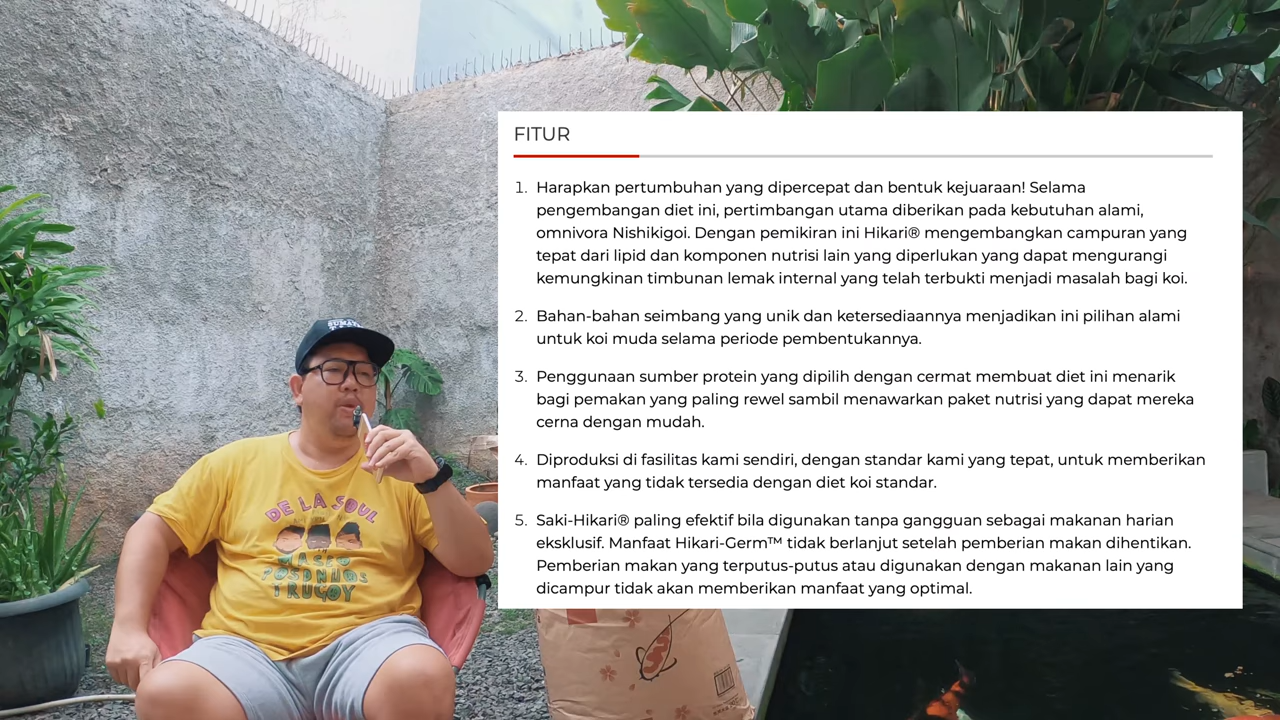 FITUR
1. Harapkan pertumbuhan yang dipercepat dan bentuk kejuaraan! Selama
pengembangan diet ini, pertimbangan utama diberikan pada kebutuhan alami,
omnivora Nishikigoi. Dengan pemikiran ini Hikari® mengembangkan campuran yang
tepat dari lipid dan komponen nutrisi lain yang diperlukan yang dapat mengurangi
kemungkinan timbunan lemak internal yang telah terbukti menjadi masalah bagi koi.
2. Bahan-bahan seimbang yang unik dan ketersediaannya menjadikan ini pilihan alami
untuk koi muda selama periode pembentukannya.
3. Penggunaan sumber protein yang dipilih dengan cermat membuat diet ini menarik
bagi pemakan yang paling rewel sambil menawarkan paket nutrisi yang dapat mereka
cerna dengan mudah.
4. Diproduksi di fasilitas kami sendiri, dengan standar kami yang tepat, untuk memberikan
manfaat yang tidak tersedia dengan diet koi standar.
5. Saki-Hikari® paling efektif bila digunakan tanpa gangguan sebagai makanan harian
eksklusif. Manfaat Hikari-Germ™ tidak berlanjut setelah pemberian makan dihentikan.
Pemberian makan yang terputus-putus atau digunakan dengan makanan lain yang
dicampur tidak akan memberikan manfaat yang optimal.
DE LA SOUL
MASEO
POSDNUOS
TRUGOY